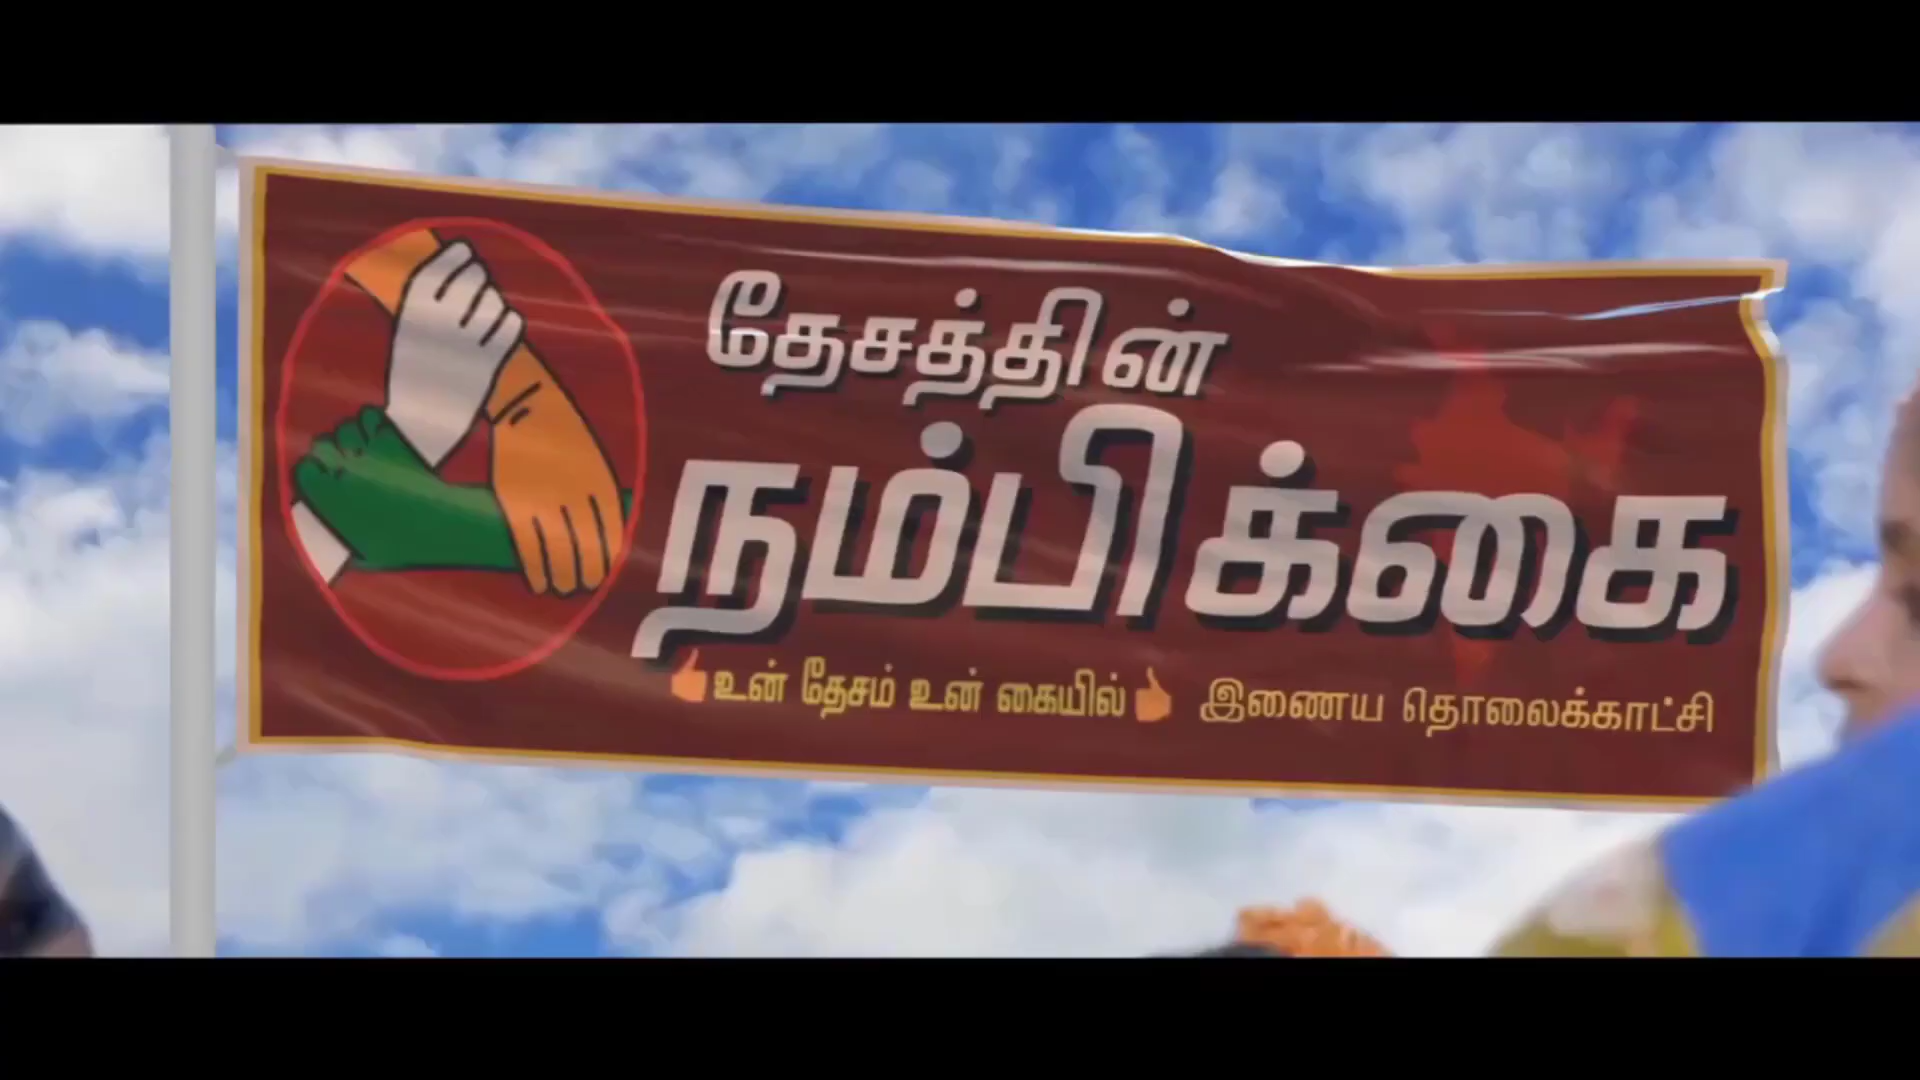 தேசத்தின்
நம்பிக்கை
உன் தேசம் உன் கையில் இணைய தொலைக்காட்சி